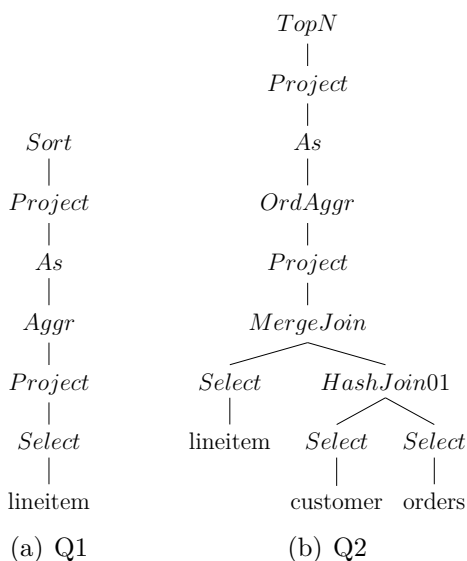 Sort
Project
As
Aggr
Project
Select
lineitem
(a) Q1
TopN
Project
As
OrdAggr
Project
MergeJoin
Select HashJoin01
lineitem Select Select
customer orders
(b) Q2